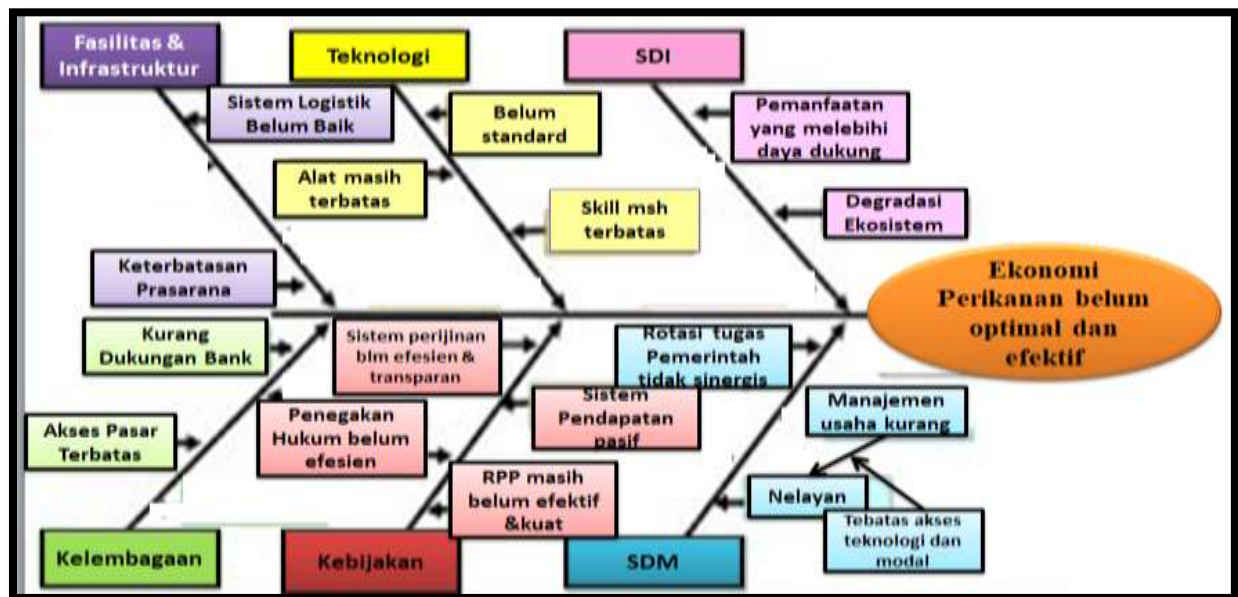 Fasilitas &
Infrastruktur
Teknologi
SDI
Sistem Logistik
Belum Baik
Belum
standard
Pemanfaatan
yang melebihi
daya dukung
Alat masih
terbatas
Skill msh
terbatas
Degradasi
Ekosistem
Keterbatasan
Prasarana
Ekonomi
Perikanan belum
optimal dan
efektif
Kurang
Dukungan Bank
Sistem perijinan
blm efesien &
transparan
Rotasi tugas
Pemerintah
tidak sinergis
Akses Pasar
Terbatas
Penegakan
Hukum belum
efesien
Sistem
Pendapatan
pasif
Manajemen
usaha kurang
RPP masih
belum efektif
&kuat
Nelayan
Tebatas akses
teknologi dan
modal
Kelembagaan
Kebijakan
SDM